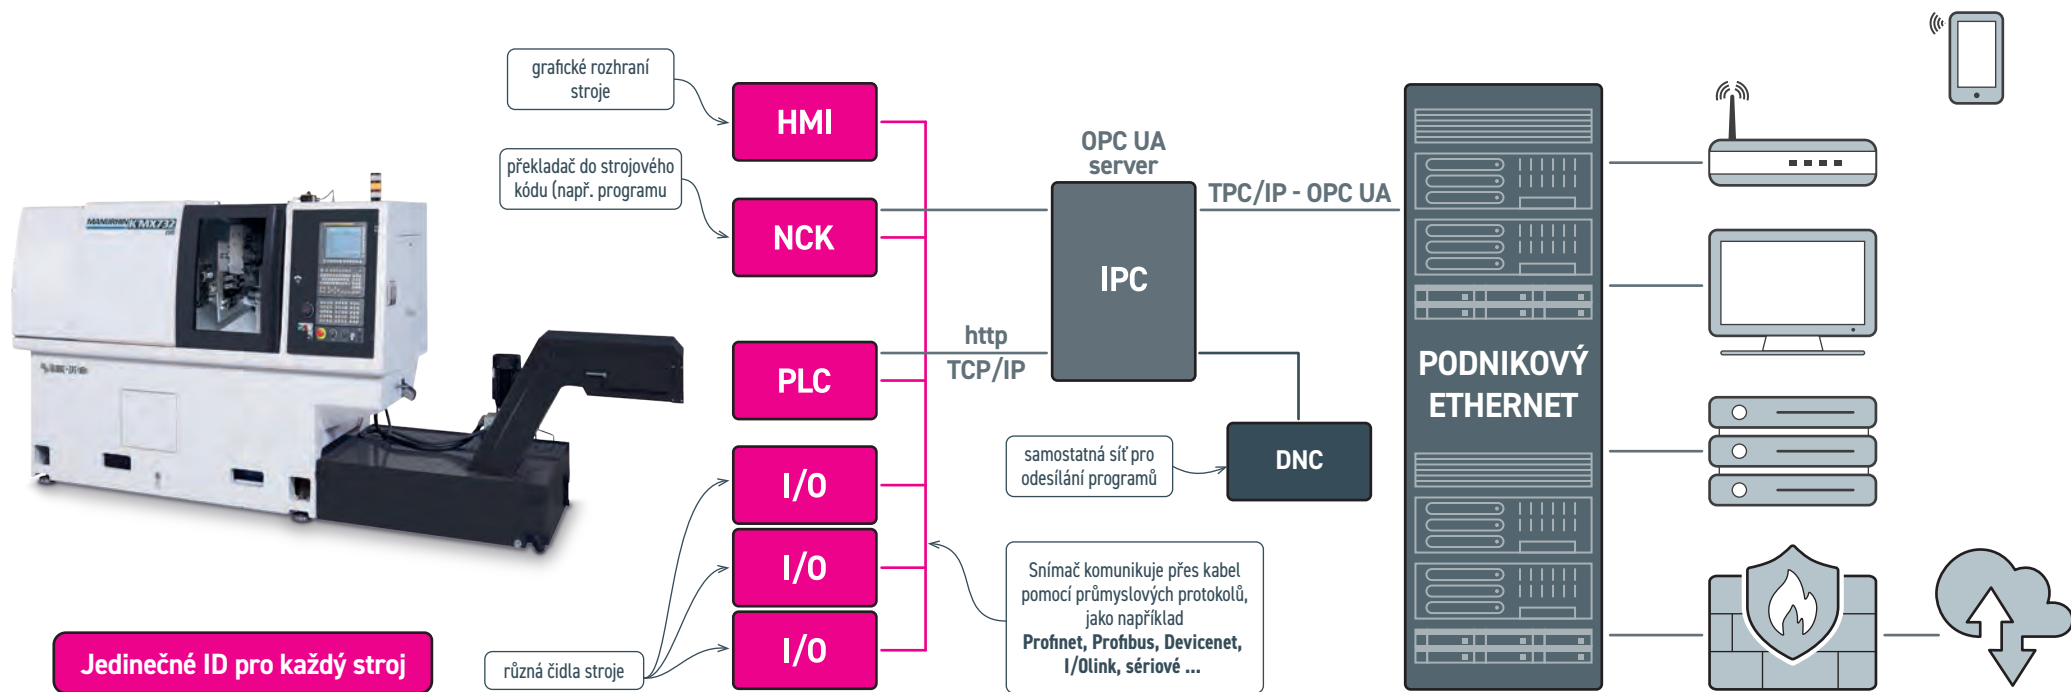 grafické rozhraní
stroje
překladač do strojového
kódu (např. programu
HMI
NCK
PLC
I/O
I/O
I/O
OPC UA
server
IPC
TPC/IP - OPC UA
http
TCP/IP
samostatná síť pro
odesílání programů
DNC
PODNIKOVÝ
ETHERNET
Snímač komunikuje přes kabel
pomocí průmyslových protokolů,
jako například
Profinet, Profibus, Devicenet,
I/Olink, sériové ...
různá čidla stroje
Jedinečné ID pro každý stroj
MANURHIN K'MX732